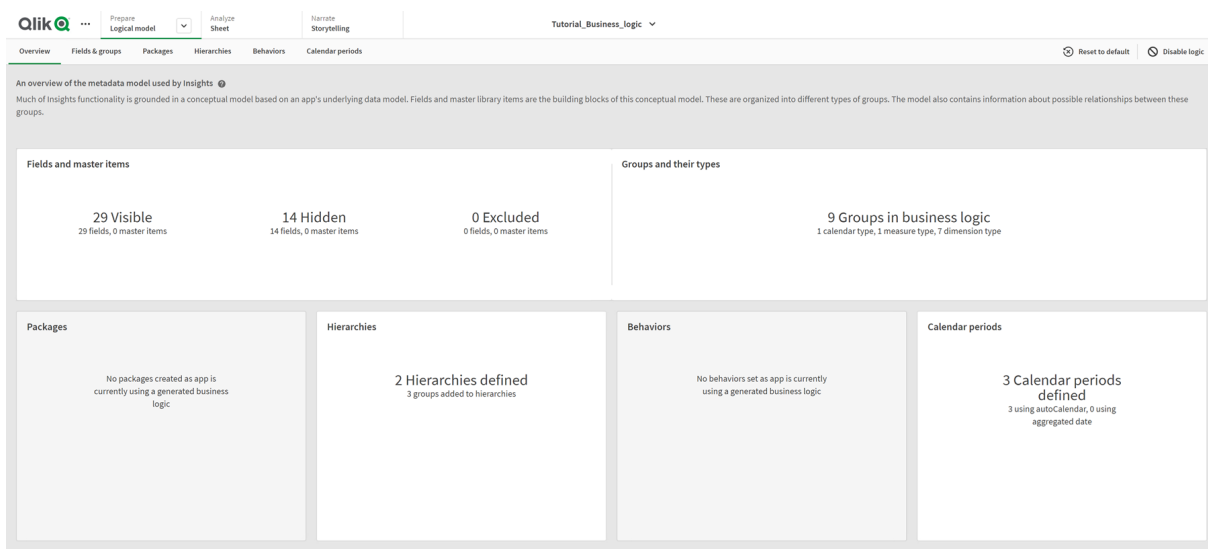 Qlik
Prepare
Logical model
Analyze
Sheet
Narrate
Storytelling
Tutorial_Business_logic
Overview
Fields & groups
Packages
Hierarchies
Behaviors
Calendar periods
Reset to default
Disable logic
An overview of the metadata model used by Insights
Much of Insights functionality is grounded in a conceptual model based on an app's underlying data model. Fields and master library items are the building blocks of this conceptual model. These are organized into different types of groups. The model also contains information about possible relationships between these
groups.
Fields and master items
29 Visible
29 fields, 0 master items
14 Hidden
14 fields, 0 master items
0 Excluded
0 fields, 0 master items
Groups and their types
9 Groups in business logic
1 calendar type, 1 measure type, 7 dimension type
Packages
No packages created as app is
currently using a generated business
logic
Hierarchies
2 Hierarchies defined
3 groups added to hierarchies
Behaviors
No behaviors set as app is currently
using a generated business logic
Calendar periods
3 Calendar periods
defined
3 using autoCalendar, 0 using
aggregated date